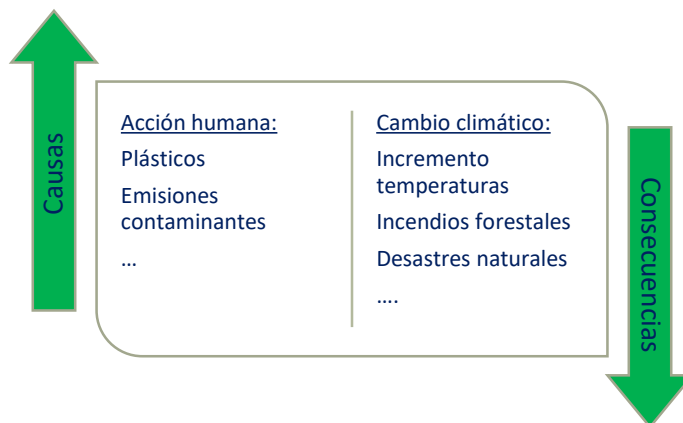 Causas
Acción humana:
Plásticos
Emisiones
contaminantes
...
Cambio climático:
Incremento
temperaturas
Incendios forestales
Desastres naturales
....
Consecuencias